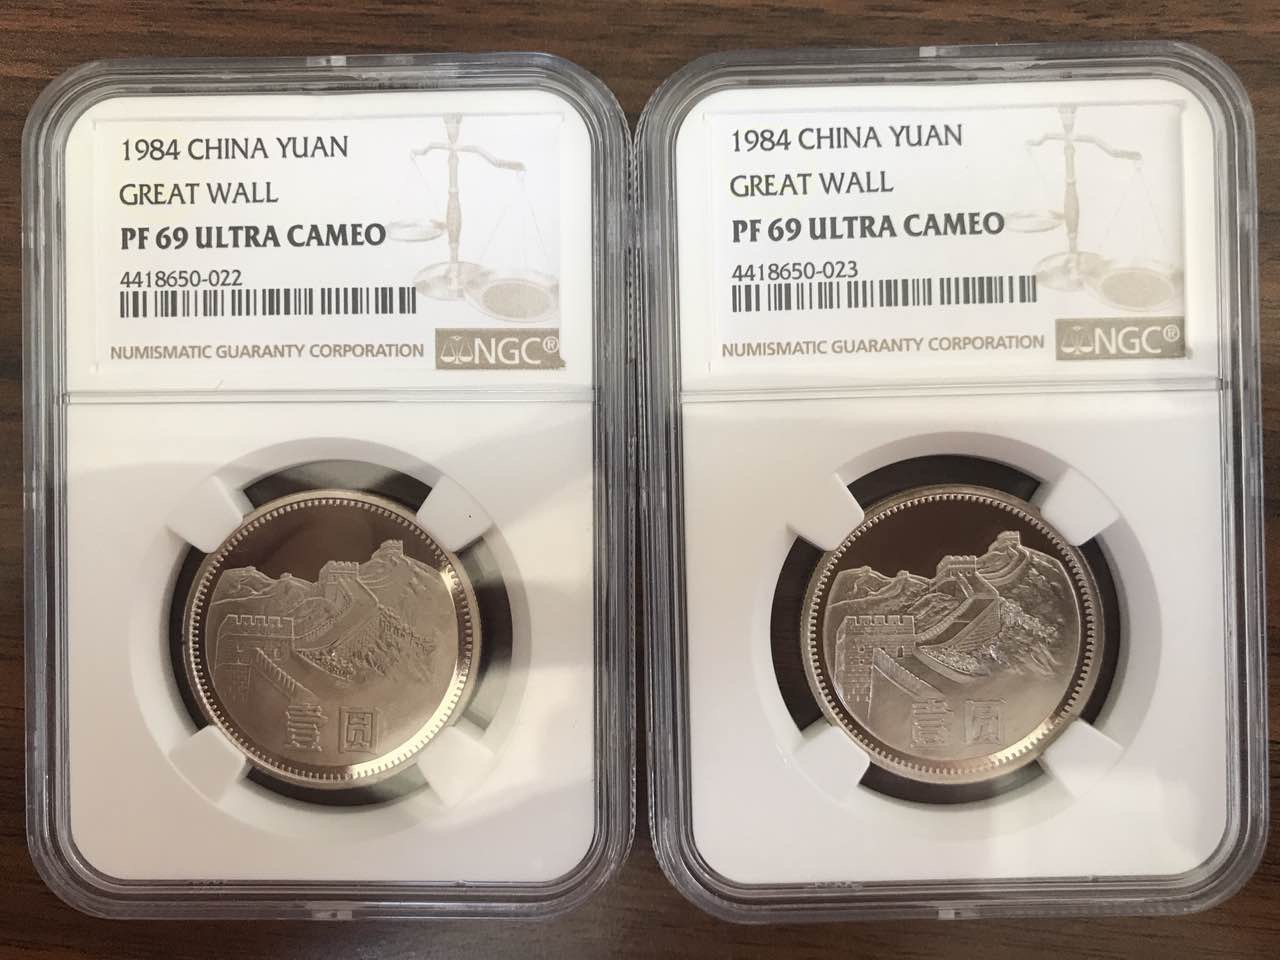 1984 CHINA YUAN
GREAT WALL
PF 69 ULTRA CAMEO
4418650-022
NUMISMATIC GUARANTY CORPORATION
NGC®
壹圆
1984 CHINA YUAN
GREAT WALL
PF 69 ULTRA CAMEO
4418650-023
NUMISMATIC GUARANTY CORPORATION
NGC®
壹圆